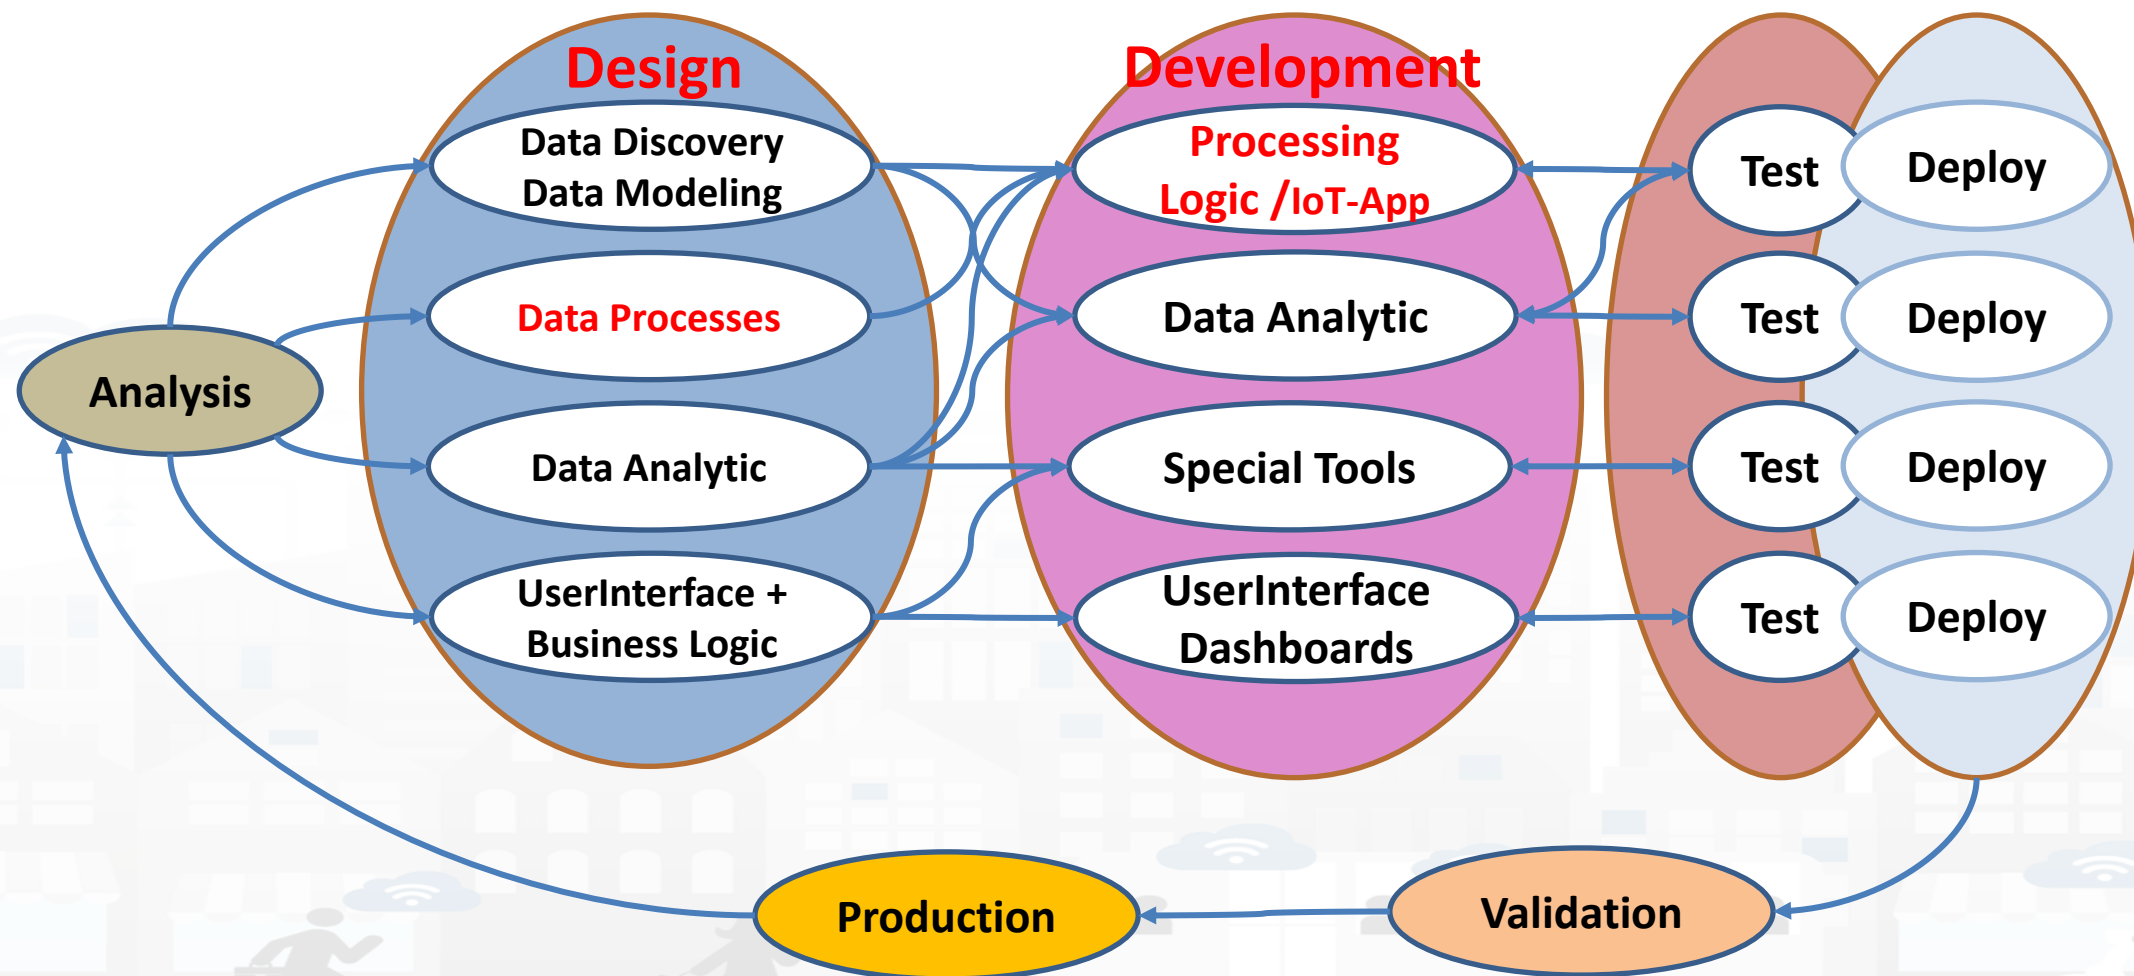 Design
Data Discovery
Data Modeling
Data Processes
Data Analytic
UserInterface +
Business Logic
Analysis
Development
Processing
Logic /IoT-App
Data Analytic
Special Tools
UserInterface
Dashboards
Test
Deploy
Test
Deploy
Test
Deploy
Test
Deploy
Production
Validation